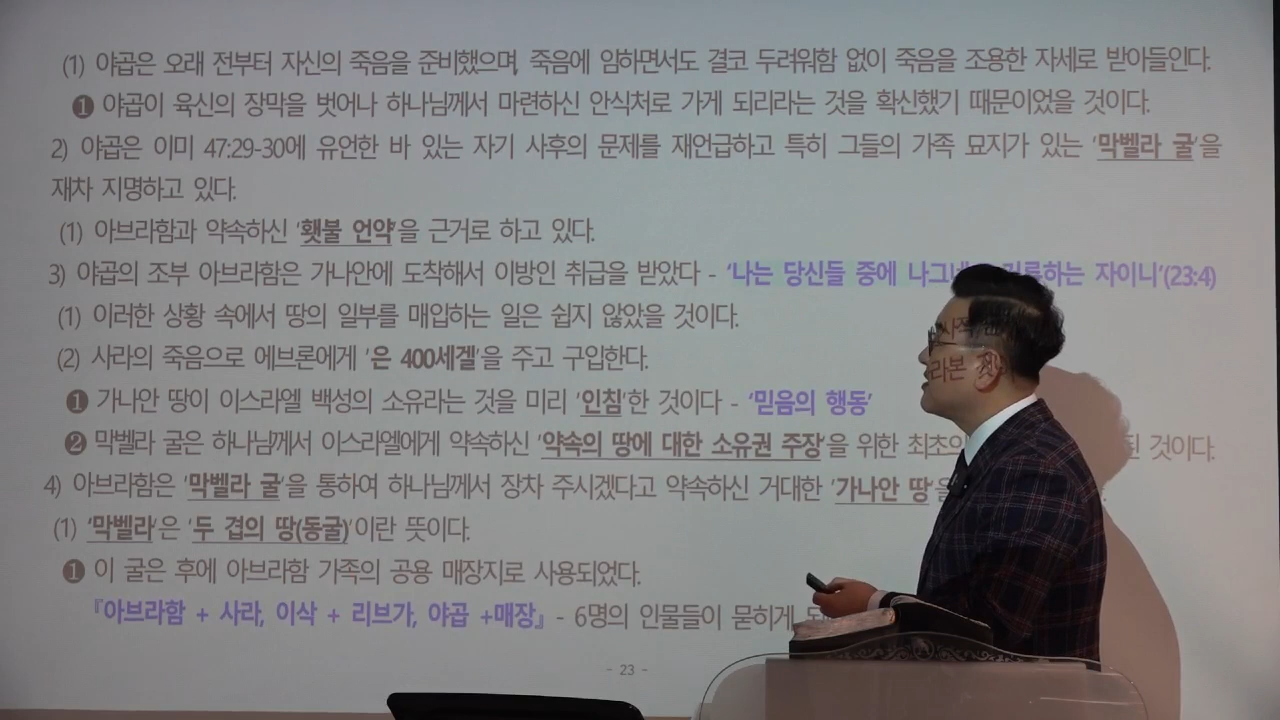 (1) 야곱은 오래 전부터 자신의 죽음을 준비했으며, 죽음에 임하면서도 결코 두려워함 없이 죽음을 조용한 자세로 받아들인다.
❶ 야곱이 육신의 장막을 벗어나 하나님께서 마련하신 안식처로 가게 되리라는 것을 확신했기 때문이었을 것이다.
2) 야곱은 이미 47:29-30에 유언한 바 있는 자기 사후의 문제를 재언급하고 특히 그들의 가족 묘지가 있는 '막벨라 굴'을
재차 지명하고 있다.
(1) 아브라함과 약속하신 '횃불 언약'을 근거로 하고 있다.
3) 야곱의 조부 아브라함은 가나안에 도착해서 이방인 취급을 받았다 - '나는 당신들 중에 자이니'(23:4)
(1) 이러한 상황 속에서 땅의 일부를 매입하는 일은 쉽지 않았을 것이다.
(2) 사라의 죽음으로 에브론에게 '은 400세겔'을 주고 구입한다.
❶ 가나안 땅이 이스라엘 백성의 소유라는 것을 미리 '인침'한 것이다 - '믿음의 행동'
❷ 막벨라 굴은 하나님께서 이스라엘에게 약속하신 '약속의 땅에 대한 소유권 주장'을 위한 것이다.
4) 아브라함은 '막벨라 굴'을 통하여 하나님께서 장차 주시겠다고 약속하신 거대한 '가나안 땅'
(1) '막벨라'은 '두 겹의 땅(동굴)'이란 뜻이다.
❶ 이 굴은 후에 아브라함 가족의 공용 매장지로 사용되었다.
『아브라함 + 사라, 이삭 + 리브가, 야곱 +매장』 - 6명의 인물들이 묻히게
- 23 -